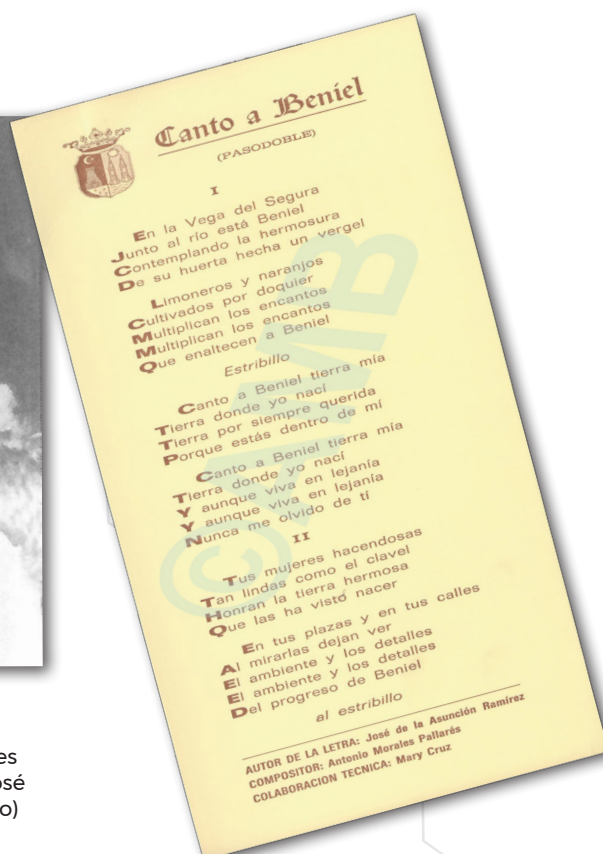 Canto a Beniel
(PASODOBLE)
I
En la Vega del Segura
Junto al río está Beniel
Contemplando la hermosura
De su huerta hecha un vergel
Limoneros y naranjos
Cultivados por doquier
Multiplican los encantos
Multiplican los encantos
Que enaltecen a Beniel
Estribillo
Canto a Beniel tierra mía
Tierra donde yo nací
Tierra por siempre querida
Porque estás dentro de mí
Canto a Beniel tierra mía
Tierra donde yo nací
Y aunque viva en lejanía
Y aunque viva en lejanía
Nunca me olvido de tí
II
Tus mujeres hacendosas
Tan lindas como el clavel
Honran la tierra hermosa
Que las ha visto nacer
En tus plazas y en tus calles
Al mirarlas dejan ver
El ambiente y los detalles
El ambiente y los detalles
Del progreso de Beniel
al estribillo
AUTOR DE LA LETRA: José de la Asunción Ramírez
COMPOSITOR: Antonio Morales Pallarés
COLABORACION TECNICA: Mary Cruz
©AMB
es
osé
o)